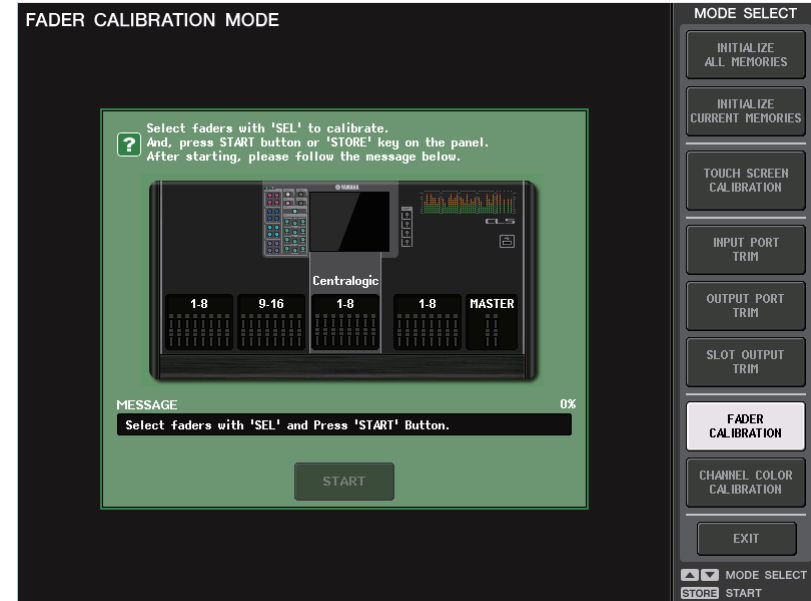 FADER CALIBRATION MODE
Select faders with 'SEL' to calibrate.
And, press START button or 'STORE' key on the panel.
After starting, please follow the message below.
?
YAMAHA
CL5
Centralogic
1-8
9-16
1-8
1-8
MASTER
MESSAGE
0%
Select faders with 'SEL' and Press 'START' Button.
START
MODE SELECT
INITIALIZE
ALL MEMORIES
INITIALIZE
CURRENT MEMORIES
TOUCH SCREEN
CALIBRATION
INPUT PORT
TRIM
OUTPUT PORT
TRIM
SLOT OUTPUT
TRIM
FADER
CALIBRATION
CHANNEL COLOR
CALIBRATION
EXIT
MODE SELECT
STORE START